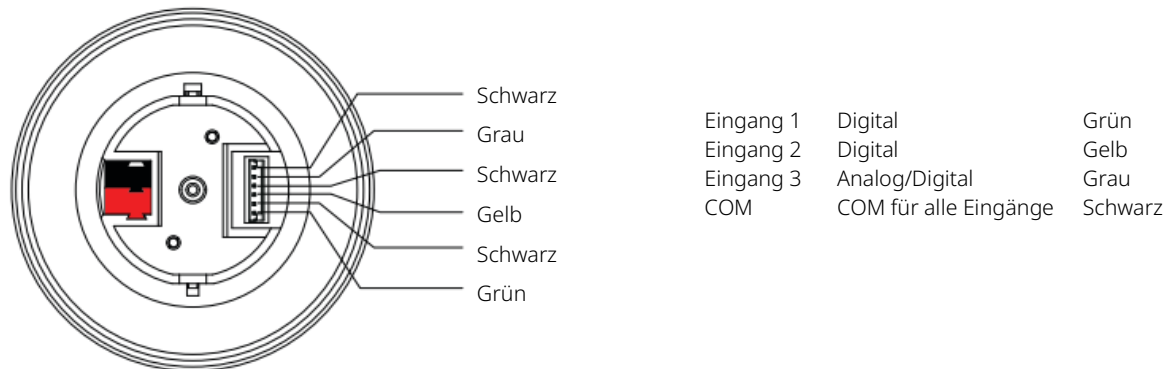 Schwarz
Grau
Schwarz
Gelb
Schwarz
Grün
Eingang 1 Digital Grün
Eingang 2 Digital Gelb
Eingang 3 Analog/Digital Grau
COM COM für alle Eingänge Schwarz